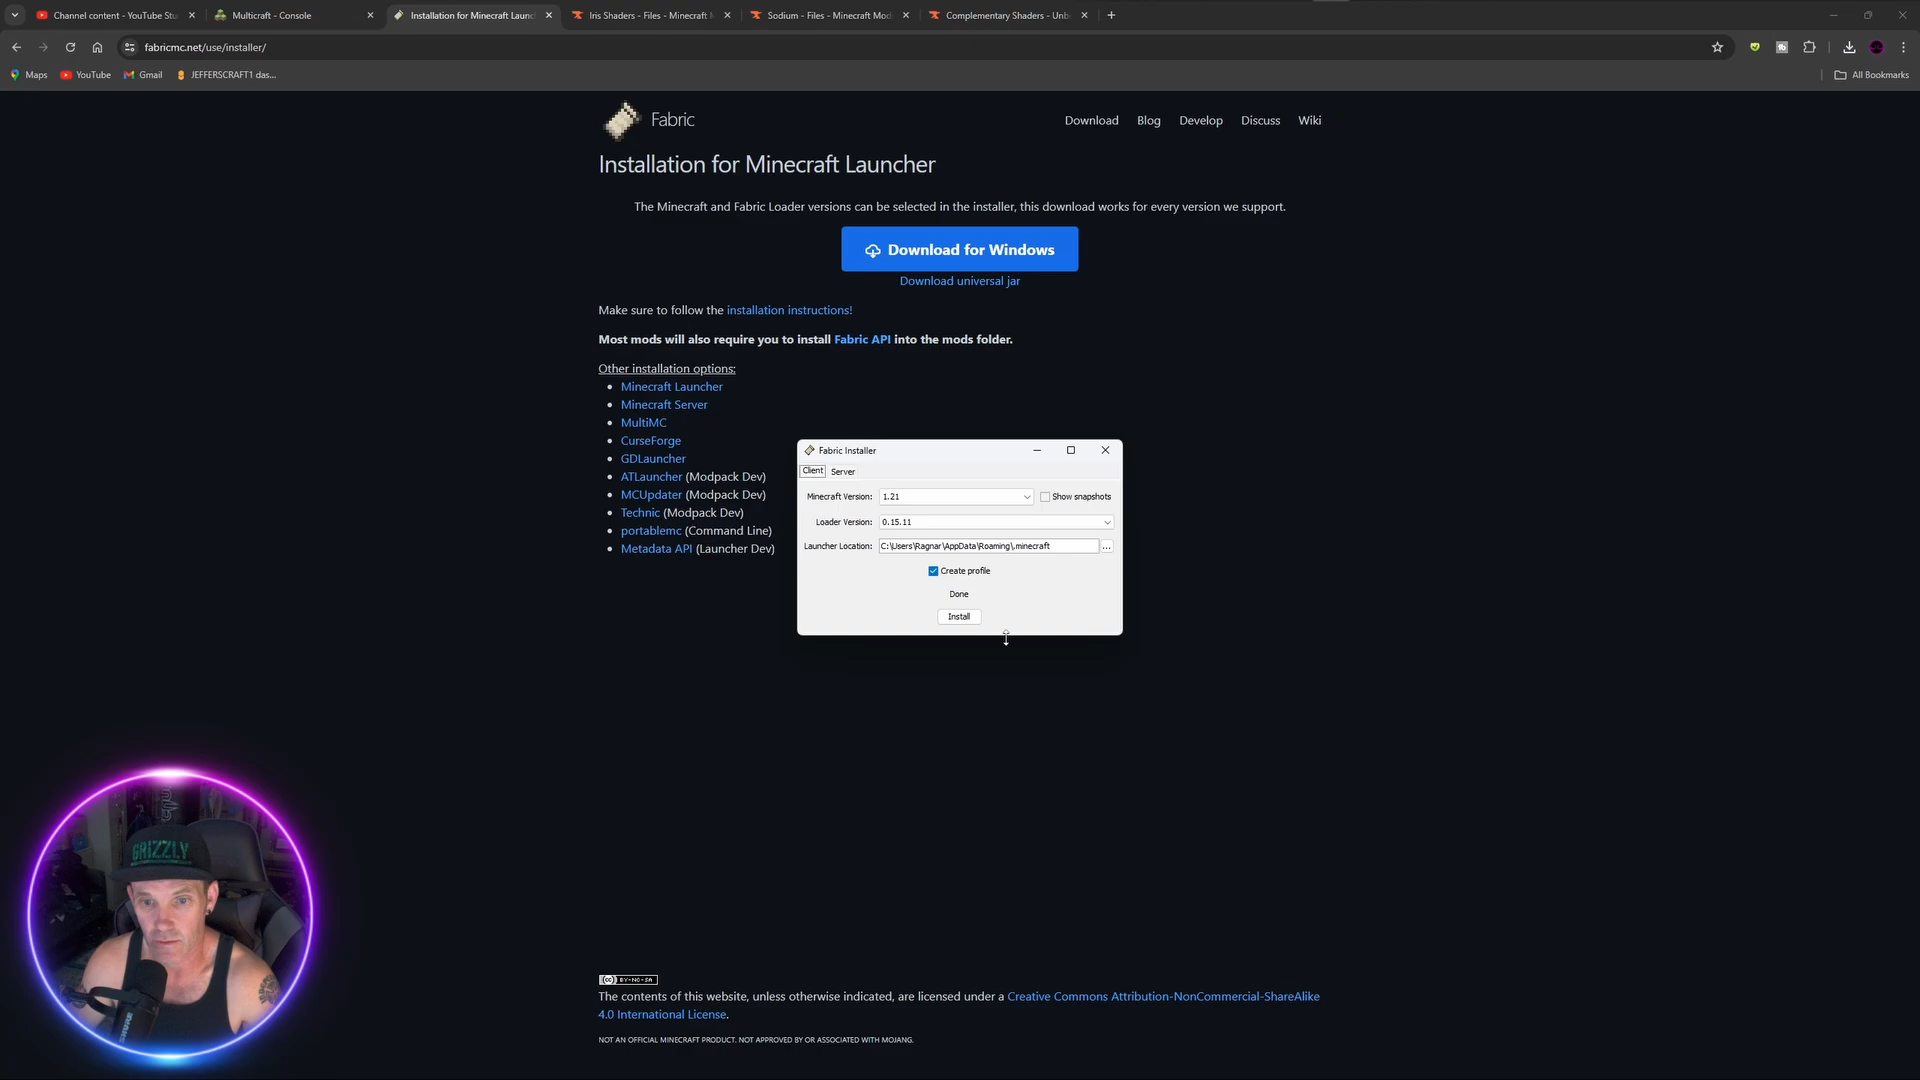 Channel content - YouTube Stu
Multicraft - Console
Installation for Minecraft Launc
Iris Shaders - Files - Minecraft M
Sodium - Files - Minecraft Mod
Complementary Shaders - Unb
fabricmc.net/use/installer/
Maps
YouTube
Gmail
JEFFERSCRAFT1 das...
All Bookmarks
Fabric
Download
Blog
Develop
Discuss
Wiki
Installation for Minecraft Launcher
The Minecraft and Fabric Loader versions can be selected in the installer, this download works for every version we support.
Download for Windows
Download universal jar
Make sure to follow the installation instructions!
Most mods will also require you to install Fabric API into the mods folder.
Other installation options:
Minecraft Launcher
Minecraft Server
MultiMC
CurseForge
GDLauncher
ATLauncher (Modpack Dev)
MCUpdater (Modpack Dev)
Technic (Modpack Dev)
portablemc (Command Line)
Metadata API (Launcher Dev)
Fabric Installer
Client
Server
Minecraft Version:
1.21
Show snapshots
Loader Version:
0.15.11
Launcher Location:
C:\Users\Ragnar\AppData\Roaming\.minecraft
...
Create profile
Done
Install
GRIZZLY
(cc) BY-NC-SA
The contents of this website, unless otherwise indicated, are licensed under a Creative Commons Attribution-NonCommercial-ShareAlike
4.0 International License.
NOT AN OFFICIAL MINECRAFT PRODUCT. NOT APPROVED BY OR ASSOCIATED WITH MOJANG.